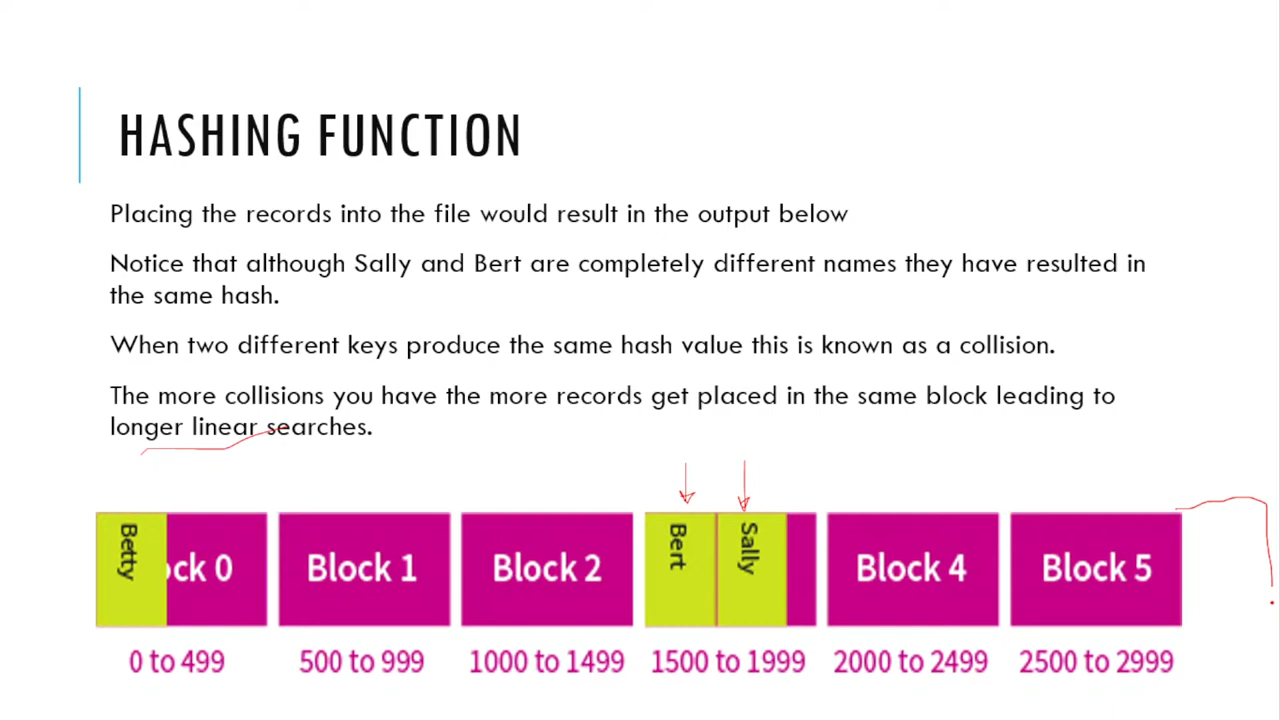 HASHING FUNCTION
Placing the records into the file would result in the output below
Notice that although Sally and Bert are completely different names they have resulted in
the same hash.
When two different keys produce the same hash value this is known as a collision.
The more collisions you have the more records get placed in the same block leading to
longer linear searches.
Betty ock 0 Block 1 Block 2 Bert Sally Block 4 Block 5
0 to 499 500 to 999 1000 to 1499 1500 to 1999 2000 to 2499 2500 to 2999